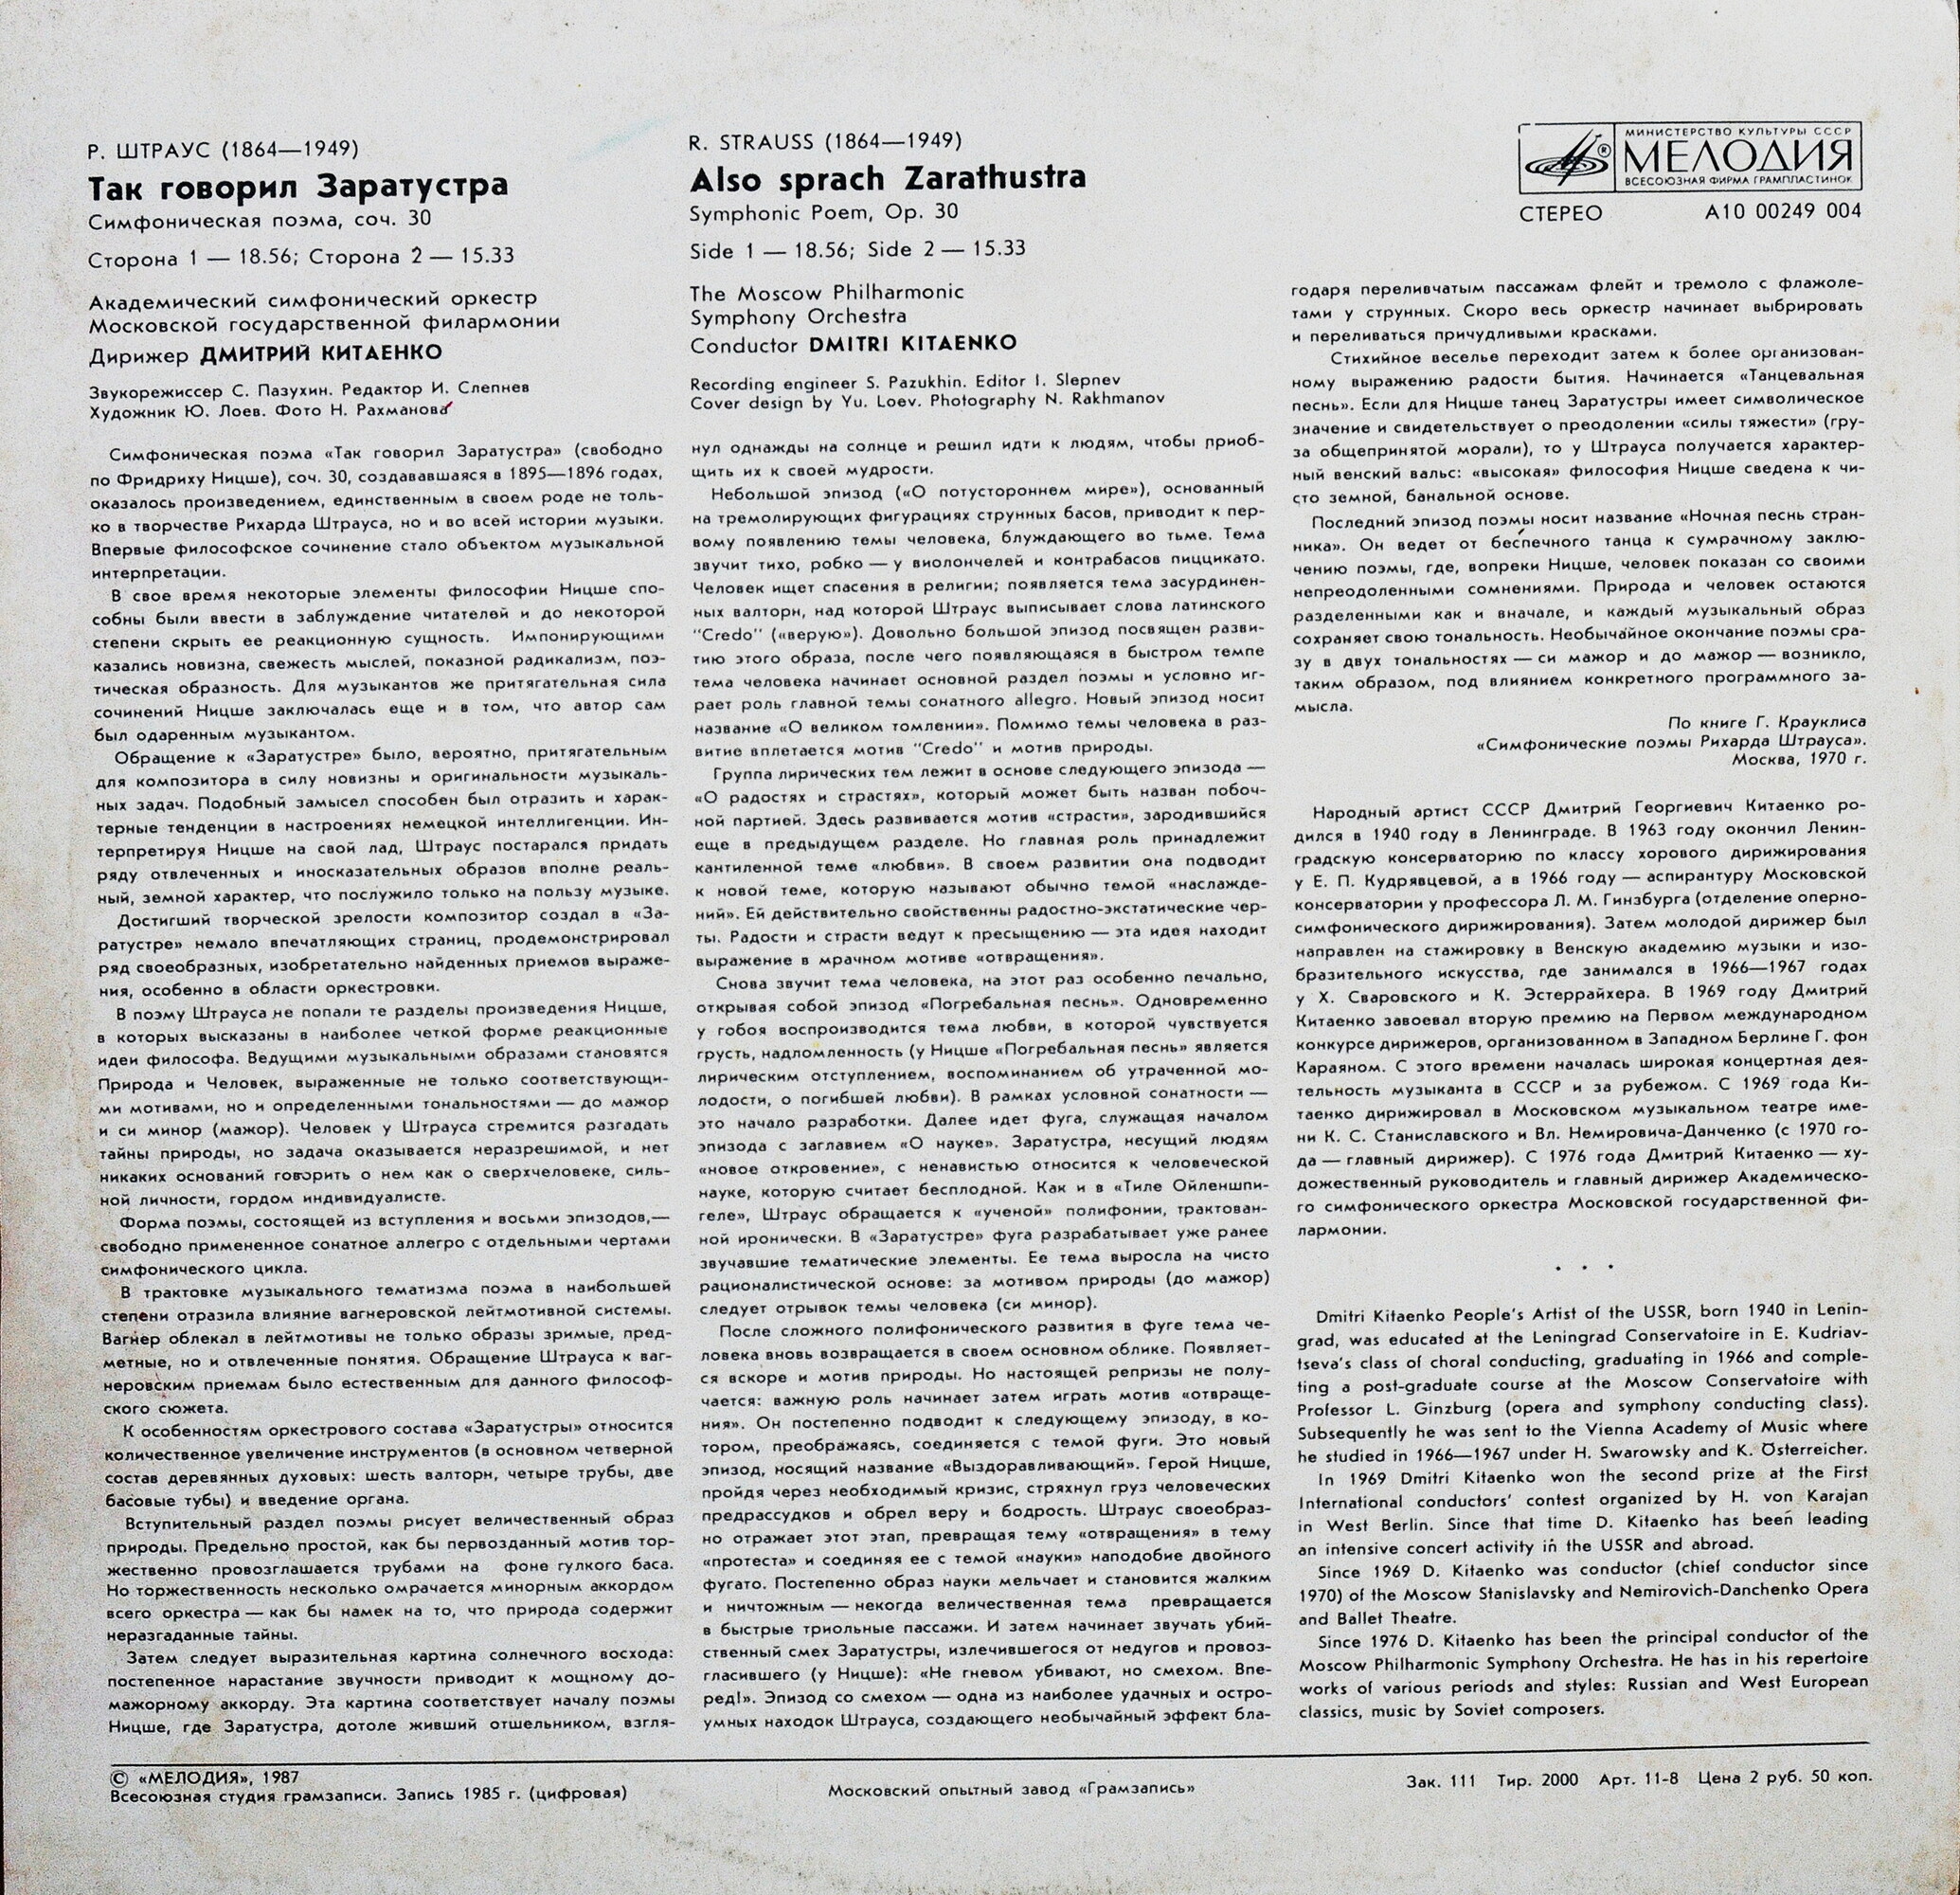 Р. ШТРАУС (1864—1949)
Так говорил Заратустра
Симфоническая поэма, соч. 30
Сторона 1 — 18.56; Сторона 2 — 15.33
Академический симфонический оркестр
Московской государственной филармонии
Дирижер ДМИТРИЙ КИТАЕНКО
Звукорежиссер С. Пазухин. Редактор И. Слепнев
Художник Ю. Лоев. Фото Н. Рахманова
Симфоническая поэма «Так говорил Заратустра» (свободно
по Фридриху Ницше), соч. 30, создававшаяся в 1895—1896 годах,
оказалось произведением, единственным в своем роде не толь-
ко в творчестве Рихарда Штрауса, но и во всей истории музыки.
Впервые философское сочинение стало объектом музыкальной
интерпретации.
В свое время некоторые элементы философии Ницше спо-
собны были ввести в заблуждение читателей и до некоторой
степени скрыть ее реакционную сущность. Импонирующими
казались новизна, свежесть мыслей, показной радикализм, поэ-
тическая образность. Для музыкантов же притягательная сила
сочинений Ницше заключалась еще и в том, что автор сам
был одаренным музыкантом.
Обращение к «Заратустре» было, вероятно, притягательным
для композитора в силу новизны и оригинальности музыкаль-
ных задач. Подобный замысел способен был отразить и харак-
терные тенденции в настроениях немецкой интеллигенции. Ин-
терпретируя Ницше на свой лад, Штраус постарался придать
ряду отвлеченных и иносказательных образов вполне реаль-
ный, земной характер, что послужило только на пользу музыке.
Достигший творческой зрелости композитор создал в «За-
ратустре» немало впечатляющих страниц, продемонстрировал
ряд своеобразных, изобретательно найденных приемов выраже-
ния, особенно в области оркестровки.
В поэму Штрауса не попали те разделы произведения Ницше,
в которых высказаны в наиболее четкой форме реакционные
идеи философа. Ведущими музыкальными образами становятся
Природа и Человек, выраженные не только соответствующи-
ми мотивами, но и определенными тональностями — до мажор
и си минор (мажор). Человек у Штрауса стремится разгадать
тайны природы, но задача оказывается неразрешимой, и нет
никаких оснований говорить о нем как о сверхчеловеке, силь-
ной личности, гордом индивидуалисте.
Форма поэмы, состоящей из вступления и восьми эпизодов,—
свободно примененное сонатное аллегро с отдельными чертами
симфонического цикла.
В трактовке музыкального тематизма поэма в наибольшей
степени отразила влияние вагнеровской лейтмотивной системы.
Вагнер облекал в лейтмотивы не только образы зримые, пред-
метные, но и отвлеченные понятия. Обращение Штрауса к ваг-
неровским приемам было естественным для данного философ-
ского сюжета.
К особенностям оркестрового состава «Заратустры» относится
количественное увеличение инструментов (в основном четверной
состав деревянных духовых: шесть валторн, четыре трубы, две
басовые тубы) и введение органа.
Вступительный раздел поэмы рисует величественный образ
природы. Предельно простой, как бы первозданный мотив тор-
жественно провозглашается трубами на фоне гулкого баса.
Но торжественность несколько омрачается минорным аккордом
всего оркестра — как бы намек на то, что природа содержит
неразгаданные тайны.
Затем следует выразительная картина солнечного восхода:
постепенное нарастание звучности приводит к мощному до-
мажорному аккорду. Эта картина соответствует началу поэмы
Ницше, где Заратустра, дотоле живший отшельником, взгля-
R. STRAUSS (1864—1949)
Also sprach Zarathustra
Symphonic Poem, Op. 30
Side 1 — 18.56; Side 2 — 15.33
The Moscow Philharmonic
Symphony Orchestra
Conductor DMITRI KITAENKO
Recording engineer S. Pazukhin. Editor I. Slepnev
Cover design by Yu. Loev. Photography N. Rakhmanov
нул однажды на солнце и решил идти к людям, чтобы приоб-
щить их к своей мудрости.
Небольшой эпизод («О потустороннем мире»), основанный
на тремолирующих фигурациях струнных басов, приводит к пер-
вому появлению темы человека, блуждающего во тьме. Тема
звучит тихо, робко — у виолончелей и контрабасов пиццикато.
Человек ищет спасения в религии; появляется тема засурдинен-
ных валторн, над которой Штраус выписывает слова латинского
"Credo" («верую»). Довольно большой эпизод посвящен разви-
тию этого образа, после чего появляющаяся в быстром темпе
тема человека начинает основной раздел поэмы и условно иг-
рает роль главной темы сонатного allegro. Новый эпизод носит
название «О великом томлении». Помимо темы человека в раз-
витие вплетается мотив "Credo" и мотив природы.
Группа лирических тем лежит в основе следующего эпизода —
«О радостях и страстях», который может быть назван побоч-
ной партией. Здесь развивается мотив «страсти», зародившийся
еще в предыдущем разделе. Но главная роль принадлежит
кантиленной теме «любви». В своем развитии она подводит
к новой теме, которую называют обычно темой «наслажде-
ний». Ей действительно свойственны радостно-экстатические чер-
ты. Радости и страсти ведут к пресыщению — эта идея находит
выражение в мрачном мотиве «отвращения».
Снова звучит тема человека, на этот раз особенно печально,
открывая собой эпизод «Погребальная песнь». Одновременно
у гобоя воспроизводится тема любви, в которой чувствуется
грусть, надломленность (у Ницше «Погребальная песнь» является
лирическим отступлением, воспоминанием об утраченной мо-
лодости, о погибшей любви). В рамках условной сонатности —
это начало разработки. Далее идет фуга, служащая началом
эпизода с заглавием «О науке». Заратустра, несущий людям
«новое откровение», с ненавистью относится к человеческой
науке, которую считает бесплодной. Как и в «Тиле Ойленшпи-
геле», Штраус обращается к «ученой» полифонии, трактован-
ной иронически. В «Заратустре» фуга разрабатывает уже ранее
звучавшие тематические элементы. Ее тема выросла на чисто
рационалистической основе: за мотивом природы (до мажор)
следует отрывок темы человека (си минор).
После сложного полифонического развития в фуге тема че-
ловека вновь возвращается в своем основном облике. Появляет-
ся вскоре и мотив природы. Но настоящей репризы не полу-
чается: важную роль начинает затем играть мотив «отвраще-
ния». Он постепенно подводит к следующему эпизоду, в ко-
тором, преображаясь, соединяется с темой фуги. Это новый
эпизод, носящий название «Выздоравливающий». Герой Ницше,
пройдя через необходимый кризис, стряхнул груз человеческих
предрассудков и обрел веру и бодрость. Штраус своеобраз-
но отражает этот этап, превращая тему «отвращения» в тему
«протеста» и соединяя ее с темой «науки» наподобие двойного
фугато. Постепенно образ науки мельчает и становится жалким
и ничтожным — некогда величественная тема превращается
в быстрые триольные пассажи. И затем начинает звучать убий-
ственный смех Заратустры, излечившегося от недугов и провоз-
гласившего (у Ницше): «Не гневом убивают, но смехом. Впе-
ред!». Эпизод со смехом — одна из наиболее удачных и остро-
умных находок Штрауса, создающего необычайный эффект бла-
МИНИСТЕРСТВО КУЛЬТУРЫ СССР
МЕЛОДИЯ
ВСЕСОЮЗНАЯ ФИРМА ГРАМПЛАСТИНОК
®
СТЕРЕО А10 00249 004
годаря переливчатым пассажам флейт и тремоло с флажоле-
тами у струнных. Скоро весь оркестр начинает выбрировать
и переливаться причудливыми красками.
Стихийное веселье переходит затем к более организован-
ному выражению радости бытия. Начинается «Танцевальная
песнь». Если для Ницше танец Заратустры имеет символическое
значение и свидетельствует о преодолении «силы тяжести» (гру-
за общепринятой морали), то у Штрауса получается характер-
ный венский вальс: «высокая» философия Ницше сведена к чи-
сто земной, банальной основе.
Последний эпизод поэмы носит название «Ночная песнь стран-
ника». Он ведет от беспечного танца к сумрачному заклю-
чению поэмы, где, вопреки Ницше, человек показан со своими
непреодоленными сомнениями. Природа и человек остаются
разделенными как и вначале, и каждый музыкальный образ
сохраняет свою тональность. Необычайное окончание поэмы сра-
зу в двух тональностях — си мажор и до мажор — возникло,
таким образом, под влиянием конкретного программного за-
мысла.
По книге Г. Крауклиса
«Симфонические поэмы Рихарда Штрауса».
Москва, 1970 г.
Народный артист СССР Дмитрий Георгиевич Китаенко ро-
дился в 1940 году в Ленинграде. В 1963 году окончил Ленин-
градскую консерваторию по классу хорового дирижирования
у Е. П. Кудрявцевой, а в 1966 году — аспирантуру Московской
консерватории у профессора Л. М. Гинзбурга (отделение оперно-
симфонического дирижирования). Затем молодой дирижер был
направлен на стажировку в Венскую академию музыки и изо-
бразительного искусства, где занимался в 1966—1967 годах
у Х. Сваровского и К. Эстеррайхера. В 1969 году Дмитрий
Китаенко завоевал вторую премию на Первом международном
конкурсе дирижеров, организованном в Западном Берлине Г. фон
Караяном. С этого времени началась широкая концертная дея-
тельность музыканта в СССР и за рубежом. С 1969 года Ки-
таенко дирижировал в Московском музыкальном театре име-
ни К. С. Станиславского и Вл. Немировича-Данченко (с 1970 го-
да — главный дирижер). С 1976 года Дмитрий Китаенко — ху-
дожественный руководитель и главный дирижер Академическо-
го симфонического оркестра Московской государственной фи-
лармонии.
. . .
Dmitri Kitaenko People's Artist of the USSR, born 1940 in Lenin-
grad, was educated at the Leningrad Conservatoire in E. Kudriav-
tseva's class of choral conducting, graduating in 1966 and comple-
ting a post-graduate course at the Moscow Conservatoire with
Professor L. Ginzburg (opera and symphony conducting class).
Subsequently he was sent to the Vienna Academy of Music where
he studied in 1966—1967 under H. Swarowsky and K. Österreicher.
In 1969 Dmitri Kitaenko won the second prize at the First
International conductors' contest organized by H. von Karajan
in West Berlin. Since that time D. Kitaenko has been leading
an intensive concert activity in the USSR and abroad.
Since 1969 D. Kitaenko was conductor (chief conductor since
1970) of the Moscow Stanislavsky and Nemirovich-Danchenko Opera
and Ballet Theatre.
Since 1976 D. Kitaenko has been the principal conductor of the
Moscow Philharmonic Symphony Orchestra. He has in his repertoire
works of various periods and styles: Russian and West European
classics, music by Soviet composers.
© «МЕЛОДИЯ», 1987
Всесоюзная студия грамзаписи. Запись 1985 г. (цифровая)
Московский опытный завод «Грамзапись»
Зак. 111 Тир. 2000 Арт. 11-8 Цена 2 руб. 50 коп.